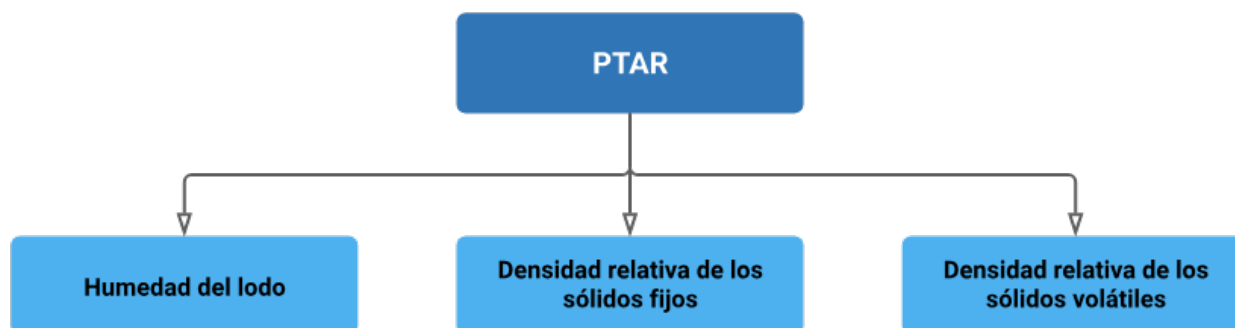 PTAR
Humedad del lodo
Densidad relativa de los
sólidos fijos
Densidad relativa de los
sólidos volátiles